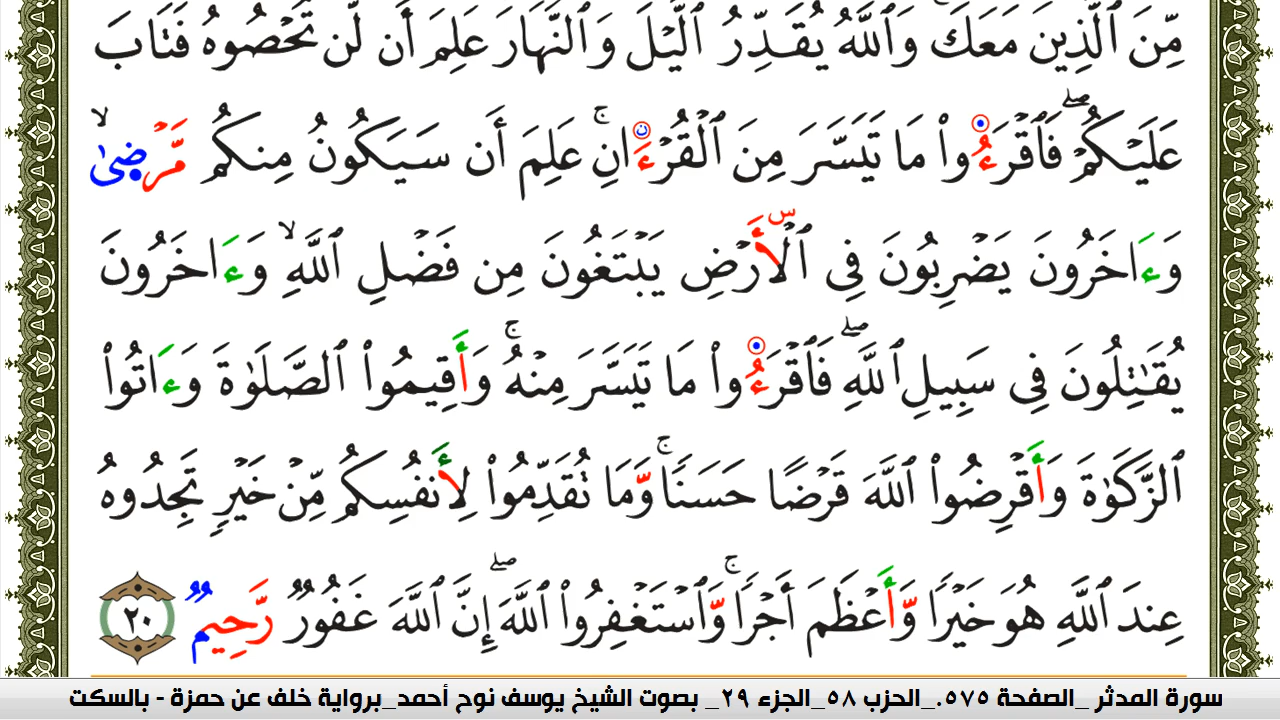 مِّنَ ٱلَّذِينَ مَعَكَۚ وَٱللَّهُ يُقَدِّرُ ٱلَّيْلَ وَٱلنَّهَارَ عَلِمَ أَن لَّن تُحْصُوهُ فَتَابَ
عَلَيْكُمْۖ فَٱقْرَءُوا۟ مَا تَيَسَّرَ مِنَ ٱلْقُرْءَانِۚ عَلِمَ أَن سَيَكُونُ مِنكُم مَّرْضَىٰۙ
وَءَاخَرُونَ يَضْرِبُونَ فِى ٱلْأَرْضِ يَبْتَغُونَ مِن فَضْلِ ٱللَّهِۙ وَءَاخَرُونَ
يُقَٰتِلُونَ فِى سَبِيلِ ٱللَّهِۖ فَٱقْرَءُوا۟ مَا تَيَسَّرَ مِنْهُۚ وَأَقِيمُوا۟ ٱلصَّلَوٰةَ وَءَاتُوا۟
ٱلزَّكَوٰةَ وَأَقْرِضُوا۟ ٱللَّهَ قَرْضًا حَسَنًاۚ وَّمَا تُقَدِّمُوا۟ لِأَنفُسِكُم مِّنْ خَيْرٍ تَجِدُوهُ
عِندَ ٱللَّهِ هُوَ خَيْرًا وَّأَعْظَمَ أَجْرًاۚ وَّٱسْتَغْفِرُوا۟ ٱللَّهَۖ إِنَّ ٱللَّهَ غَفُورٌ رَّحِيمٌۢ ٢٠
سورة المدثر _الصفحة ٥٧٥._الحزب ٥٨_الجزء ٢٩_ بصوت الشيخ يوسف نوح أحمد_برواية خلف عن حمزة - بالسكت